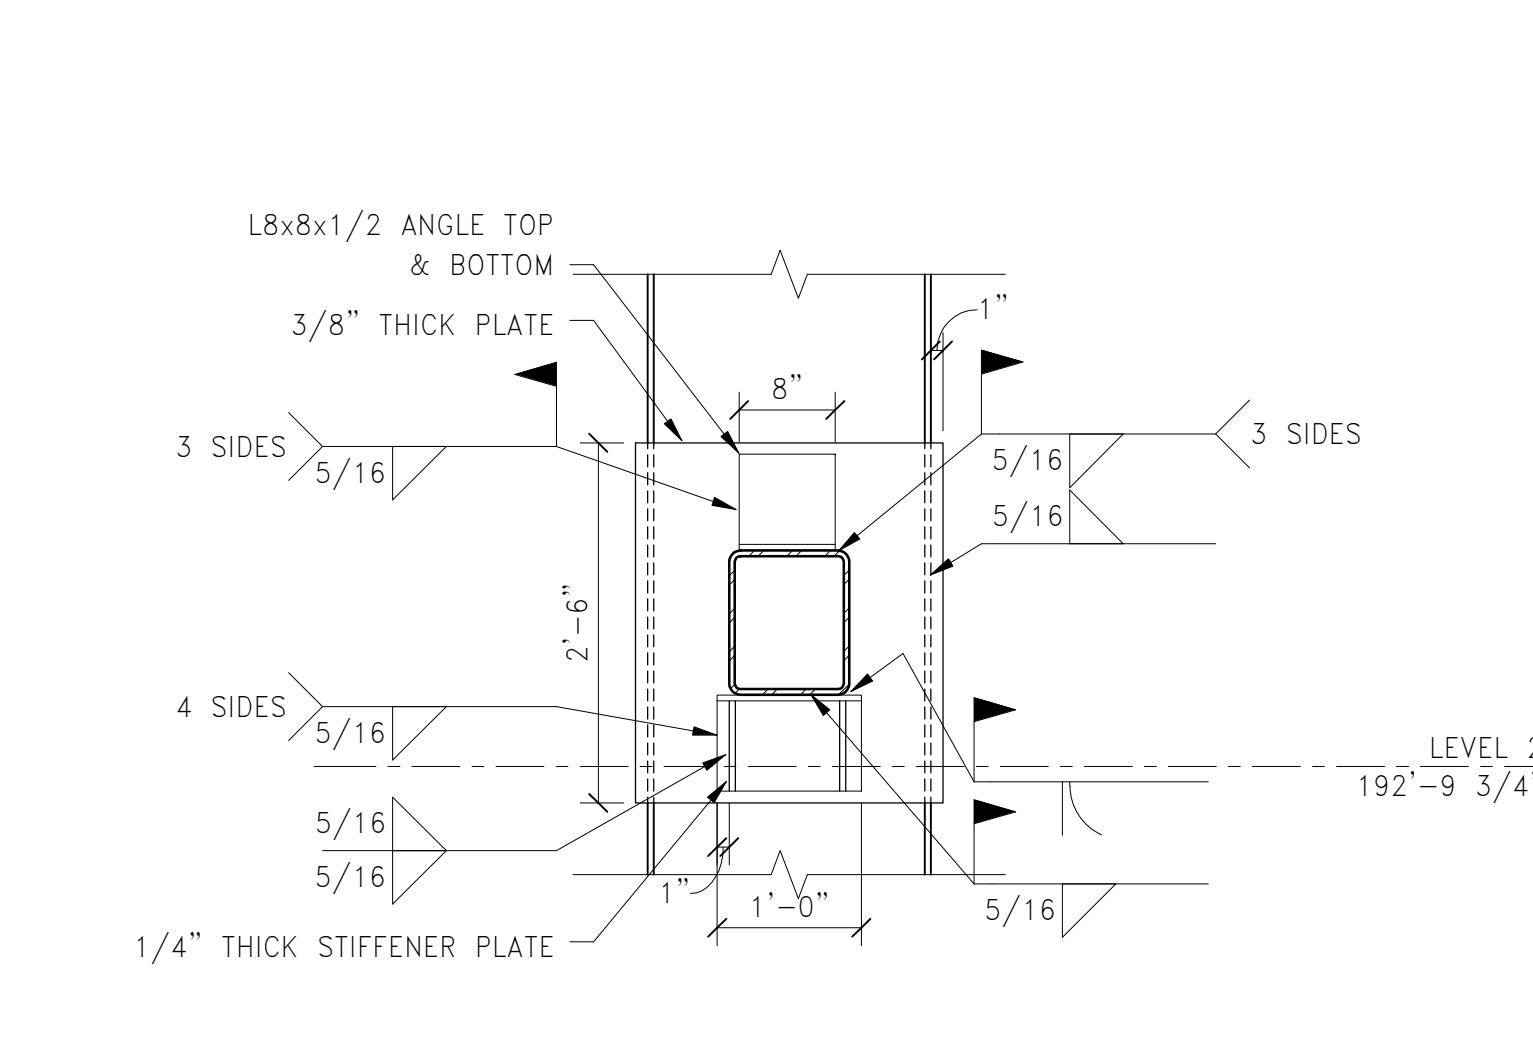 L8x8x1/2 ANGLE TOP
& BOTTOM
3/8” THICK PLATE
1”
8”
3 SIDES
5/16
5/16
3 SIDES
5/16
2'-6”
4 SIDES
5/16
LEVEL
192'-9 3/4
5/16
5/16
1”
1'-0”
5/16
1/4” THICK STIFFENER PLATE